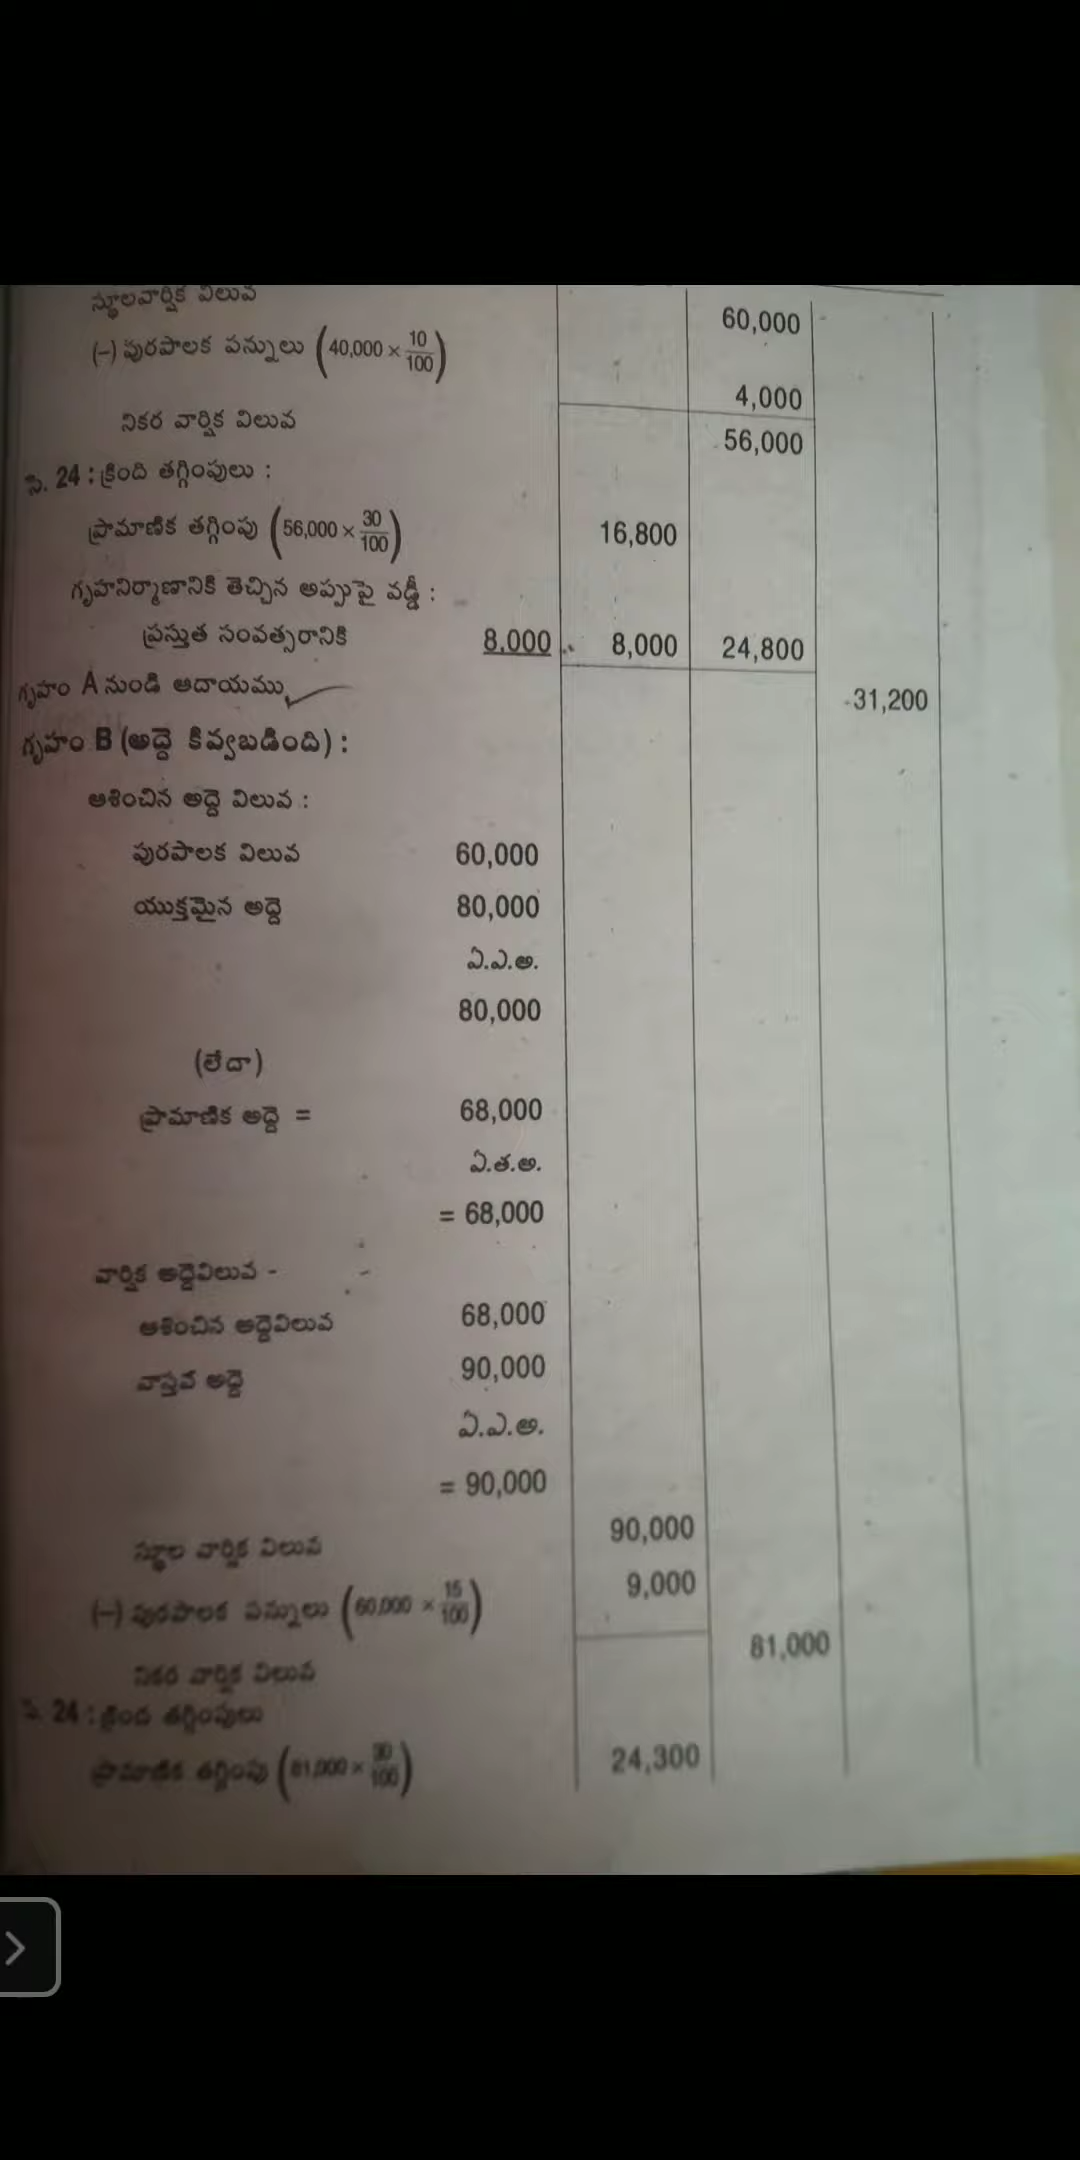 స్థూలవార్షిక విలువ 60,000
(–) పురపాలక పన్నులు (40,000 × 10/100) 4,000
నికర వార్షిక విలువ 56,000
సె. 24 : క్రింది తగ్గింపులు :
ప్రామాణిక తగ్గింపు (56,000 × 30/100) 16,800
గృహనిర్మాణానికి తెచ్చిన అప్పుపై వడ్డీ :
ప్రస్తుత సంవత్సరానికి 8,000 8,000 24,800
గృహం A నుండి ఆదాయము 31,200
గృహం B (అద్దె కివ్వబడింది) :
ఆశించిన అద్దె విలువ :
పురపాలక విలువ 60,000
యుక్తమైన అద్దె 80,000
ఏ.ఎ.అ.
80,000
(లేదా)
ప్రామాణిక అద్దె = 68,000
ఏ.త.అ.
= 68,000
వార్షిక అద్దెవిలువ -
ఆశించిన అద్దెవిలువ 68,000
వాస్తవ అద్దె 90,000
ఏ.ఎ.అ.
= 90,000
స్థూల వార్షిక విలువ 90,000
(–) పురపాలక పన్నులు (60,000 × 15/100) 9,000
నికర వార్షిక విలువ 81,000
సె. 24 : క్రింది తగ్గింపులు
ప్రామాణిక తగ్గింపు (81,000 × 30/100) 24,300